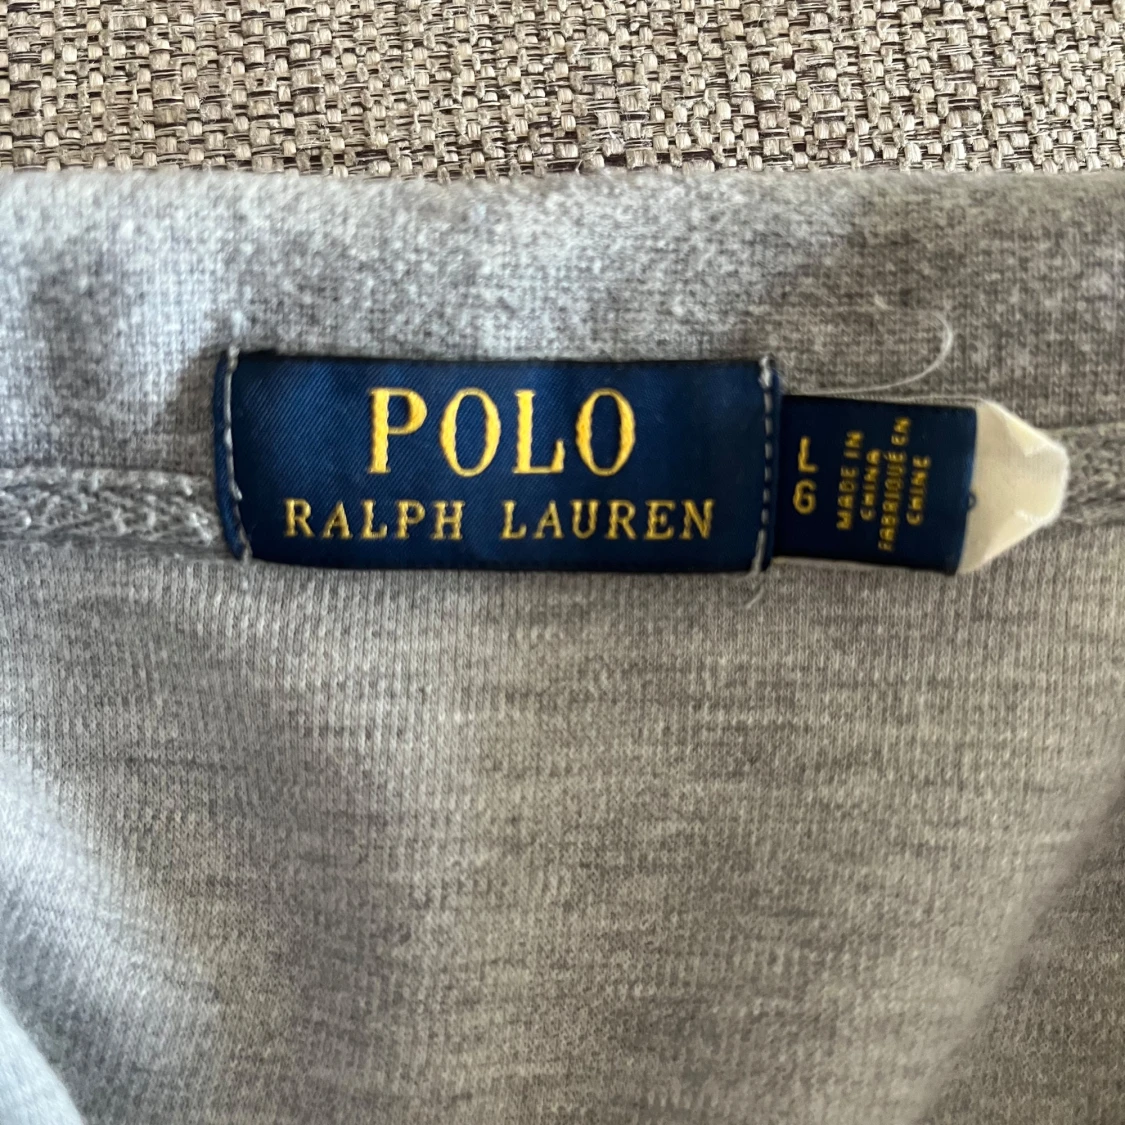 POLO
RALPH LAUREN
L
G
MADE IN
CHINA
FABRIQUÉ EN
CHINE